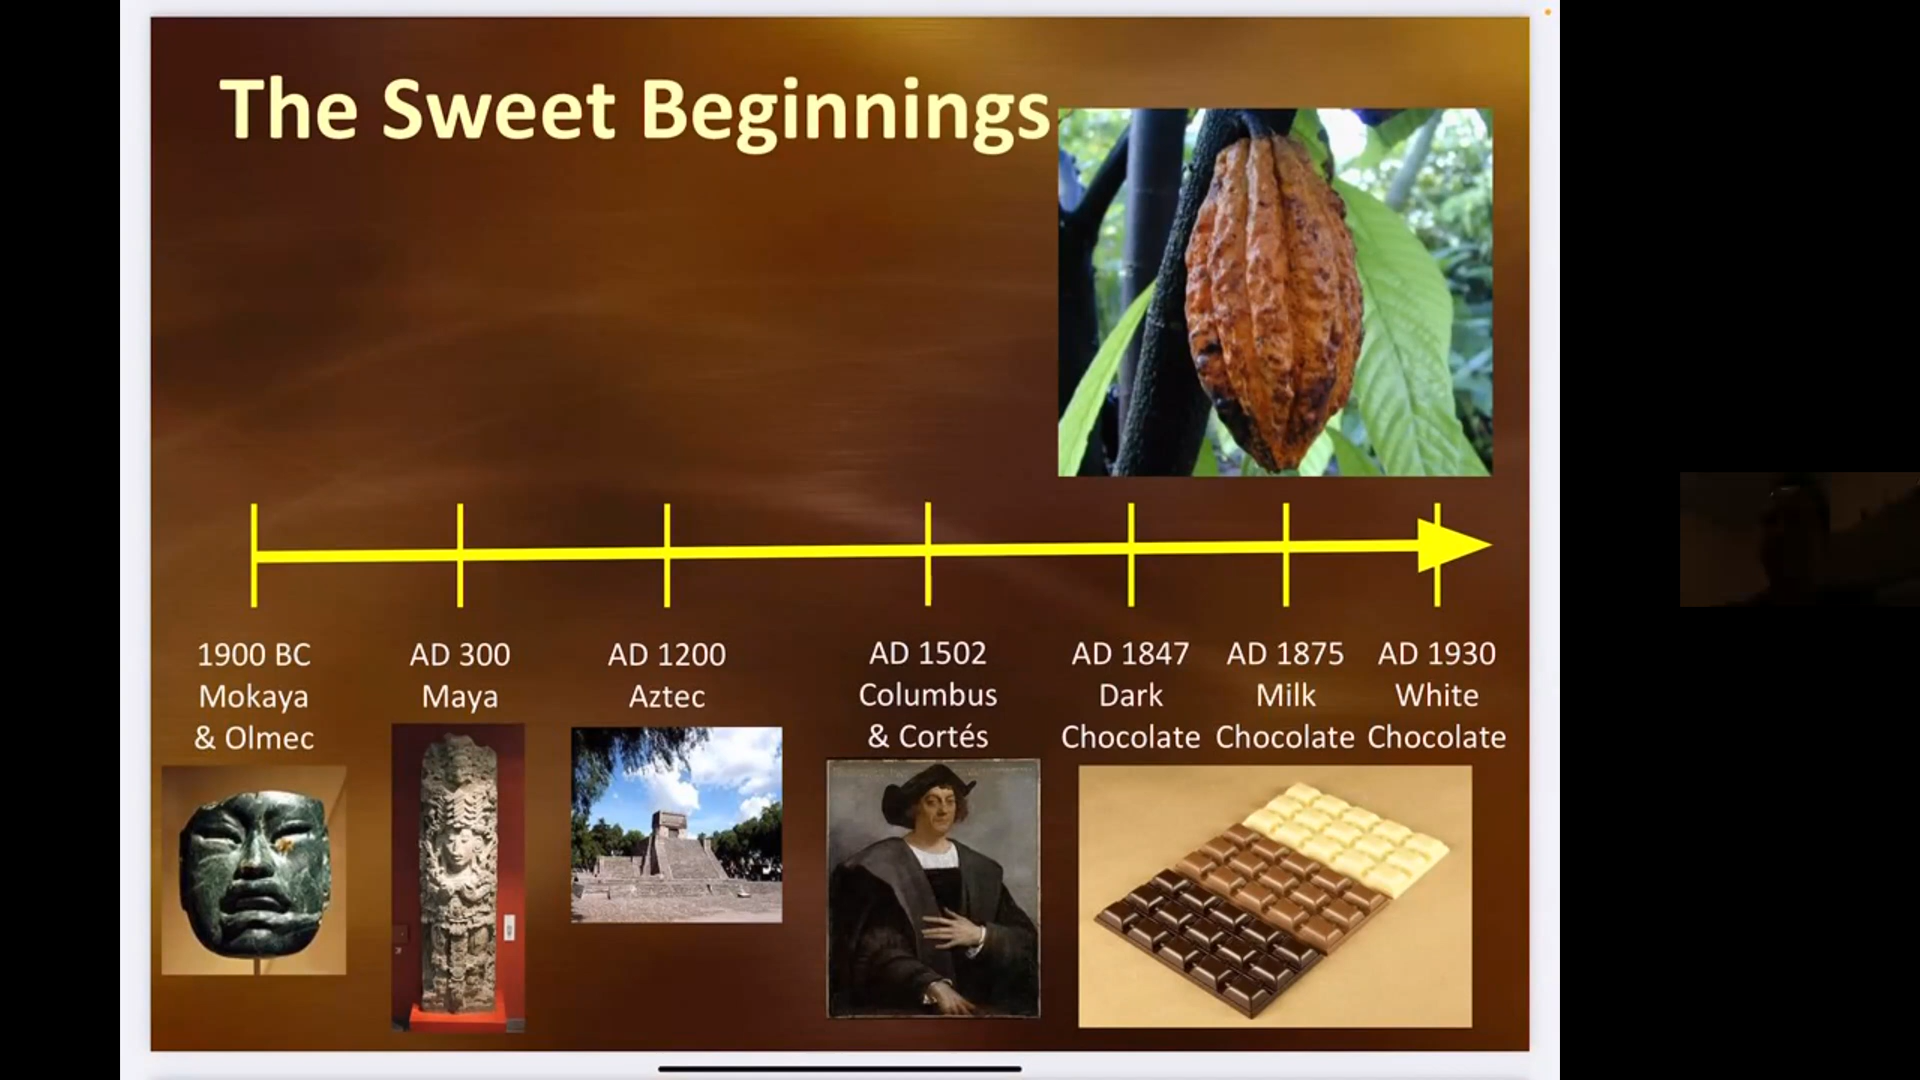 The Sweet Beginnings
1900 BC
Mokaya
& Olmec
AD 300
Maya
AD 1200
Aztec
AD 1502
Columbus
& Cortés
AD 1847
Dark
Chocolate
AD 1875
Milk
Chocolate
AD 1930
White
Chocolate